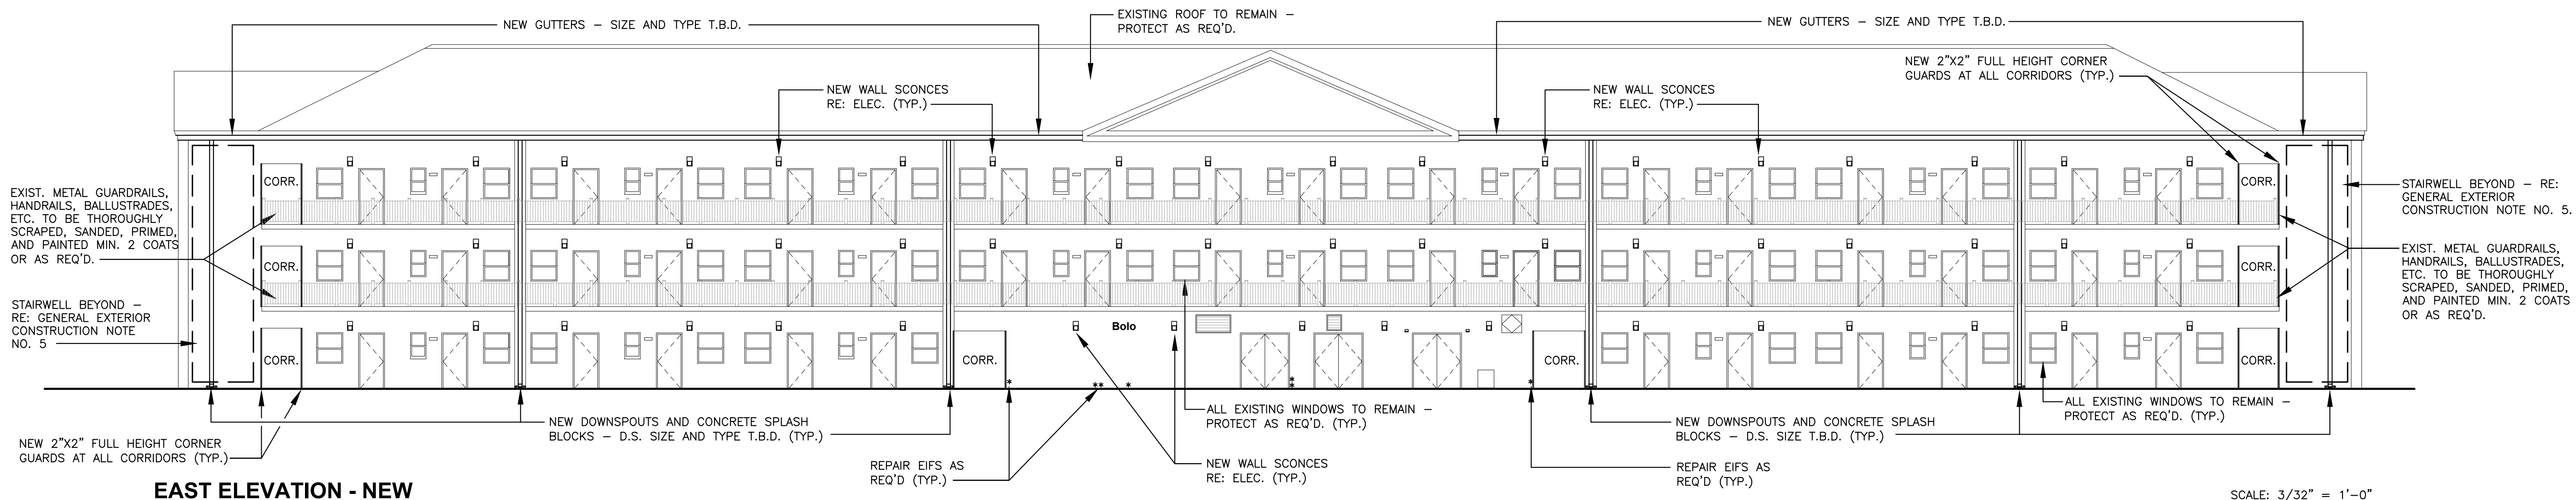 NEW GUTTERS – SIZE AND TYPE T.B.D.
EXISTING ROOF TO REMAIN –
PROTECT AS REQ'D.
NEW GUTTERS – SIZE AND TYPE T.B.D.
NEW 2"X2" FULL HEIGHT CORNER
GUARDS AT ALL CORRIDORS (TYP.)
NEW WALL SCONCES
RE: ELEC. (TYP.)
NEW WALL SCONCES
RE: ELEC. (TYP.)
EXIST. METAL GUARDRAILS,
HANDRAILS, BALLUSTRADES,
ETC. TO BE THOROUGHLY
SCRAPED, SANDED, PRIMED,
AND PAINTED MIN. 2 COATS
OR AS REQ'D.
CORR.
CORR.
STAIRWELL BEYOND – RE:
GENERAL EXTERIOR
CONSTRUCTION NOTE NO. 5.
CORR.
CORR.
EXIST. METAL GUARDRAILS,
HANDRAILS, BALLUSTRADES,
ETC. TO BE THOROUGHLY
SCRAPED, SANDED, PRIMED,
AND PAINTED MIN. 2 COATS
OR AS REQ'D.
STAIRWELL BEYOND –
RE: GENERAL EXTERIOR
CONSTRUCTION NOTE
NO. 5
Bolo
CORR.
CORR.
CORR.
CORR.
*
**
*
*
*
*
NEW 2"X2" FULL HEIGHT CORNER
GUARDS AT ALL CORRIDORS (TYP.)
NEW DOWNSPOUTS AND CONCRETE SPLASH
BLOCKS – D.S. SIZE AND TYPE T.B.D. (TYP.)
REPAIR EIFS AS
REQ'D (TYP.)
ALL EXISTING WINDOWS TO REMAIN –
PROTECT AS REQ'D. (TYP.)
NEW WALL SCONCES
RE: ELEC. (TYP.)
NEW DOWNSPOUTS AND CONCRETE SPLASH
BLOCKS – D.S. SIZE T.B.D. (TYP.)
REPAIR EIFS AS
REQ'D (TYP.)
ALL EXISTING WINDOWS TO REMAIN –
PROTECT AS REQ'D. (TYP.)
EAST ELEVATION - NEW
SCALE: 3/32" = 1'–0"